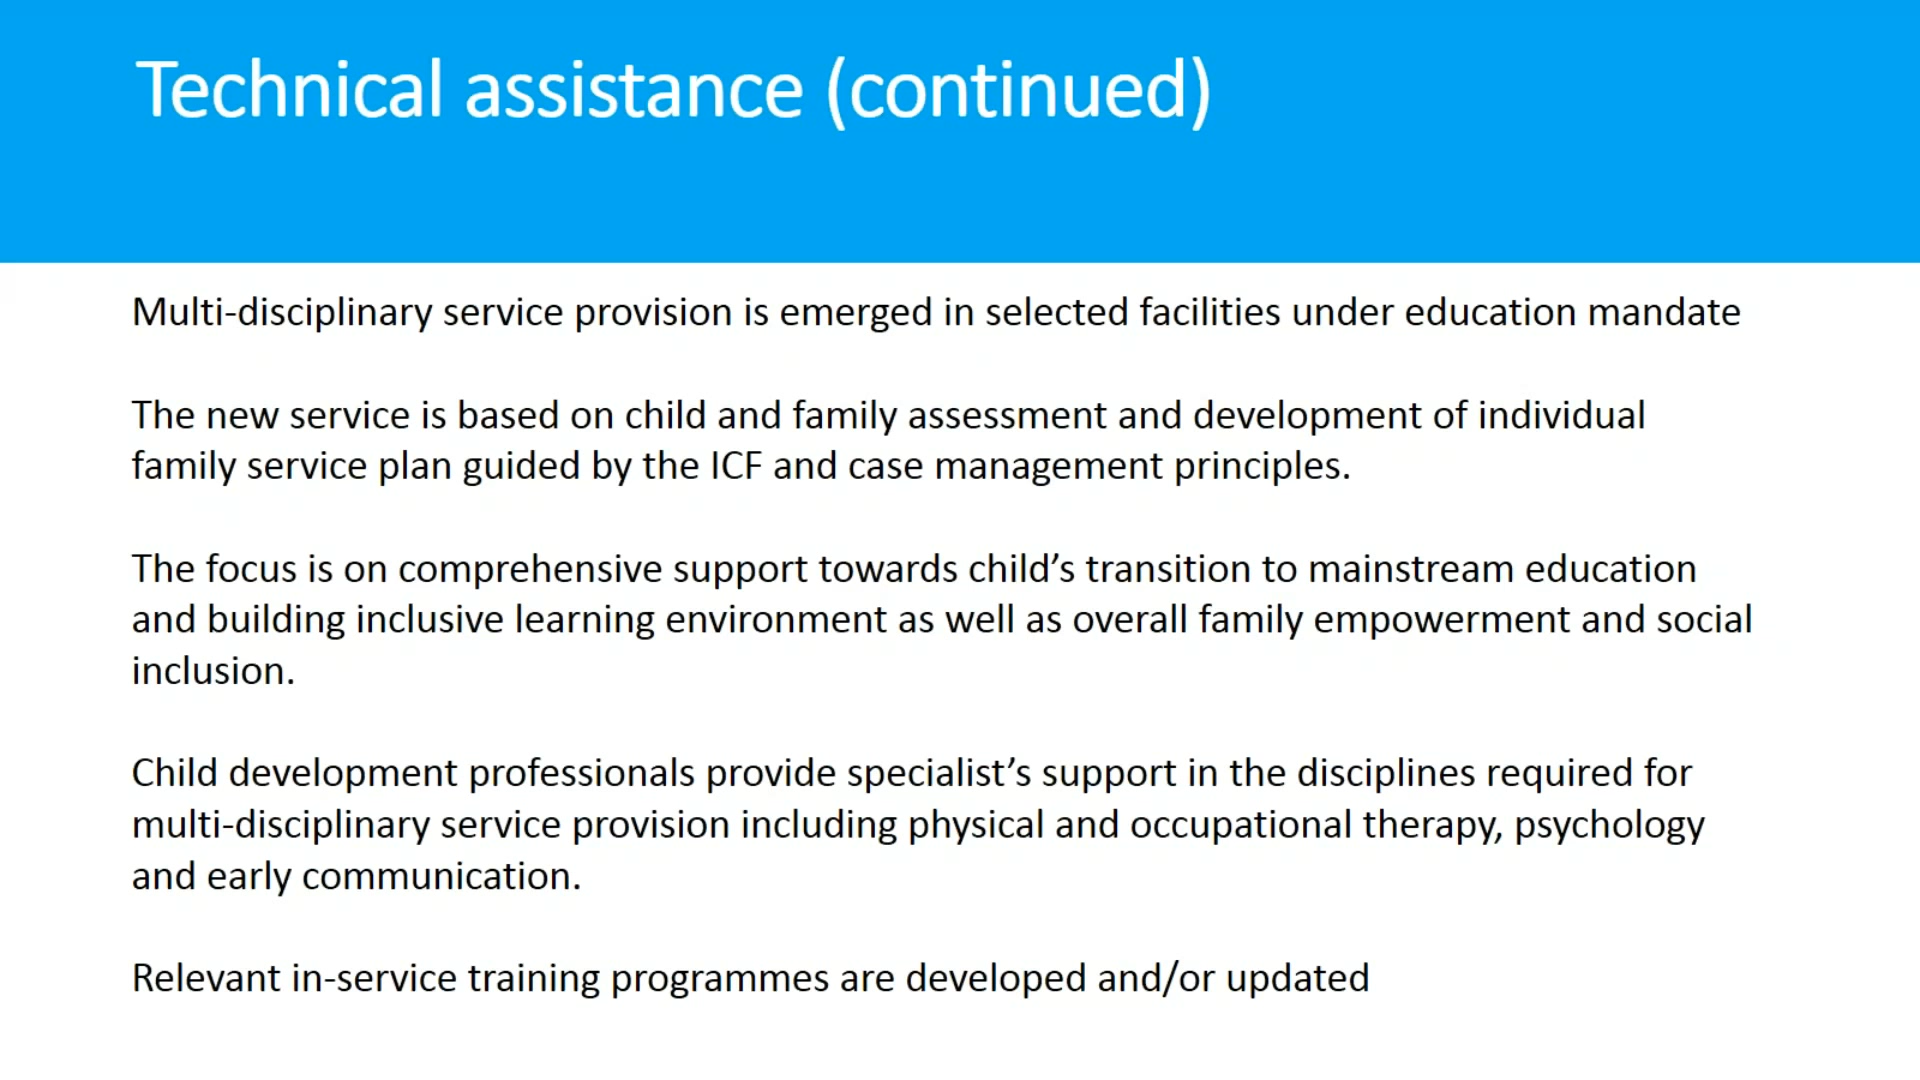 Technical assistance (continued)
Multi-disciplinary service provision is emerged in selected facilities under education mandate
The new service is based on child and family assessment and development of individual
family service plan guided by the ICF and case management principles.
The focus is on comprehensive support towards child’s transition to mainstream education
and building inclusive learning environment as well as overall family empowerment and social
inclusion.
Child development professionals provide specialist’s support in the disciplines required for
multi-disciplinary service provision including physical and occupational therapy, psychology
and early communication.
Relevant in-service training programmes are developed and/or updated